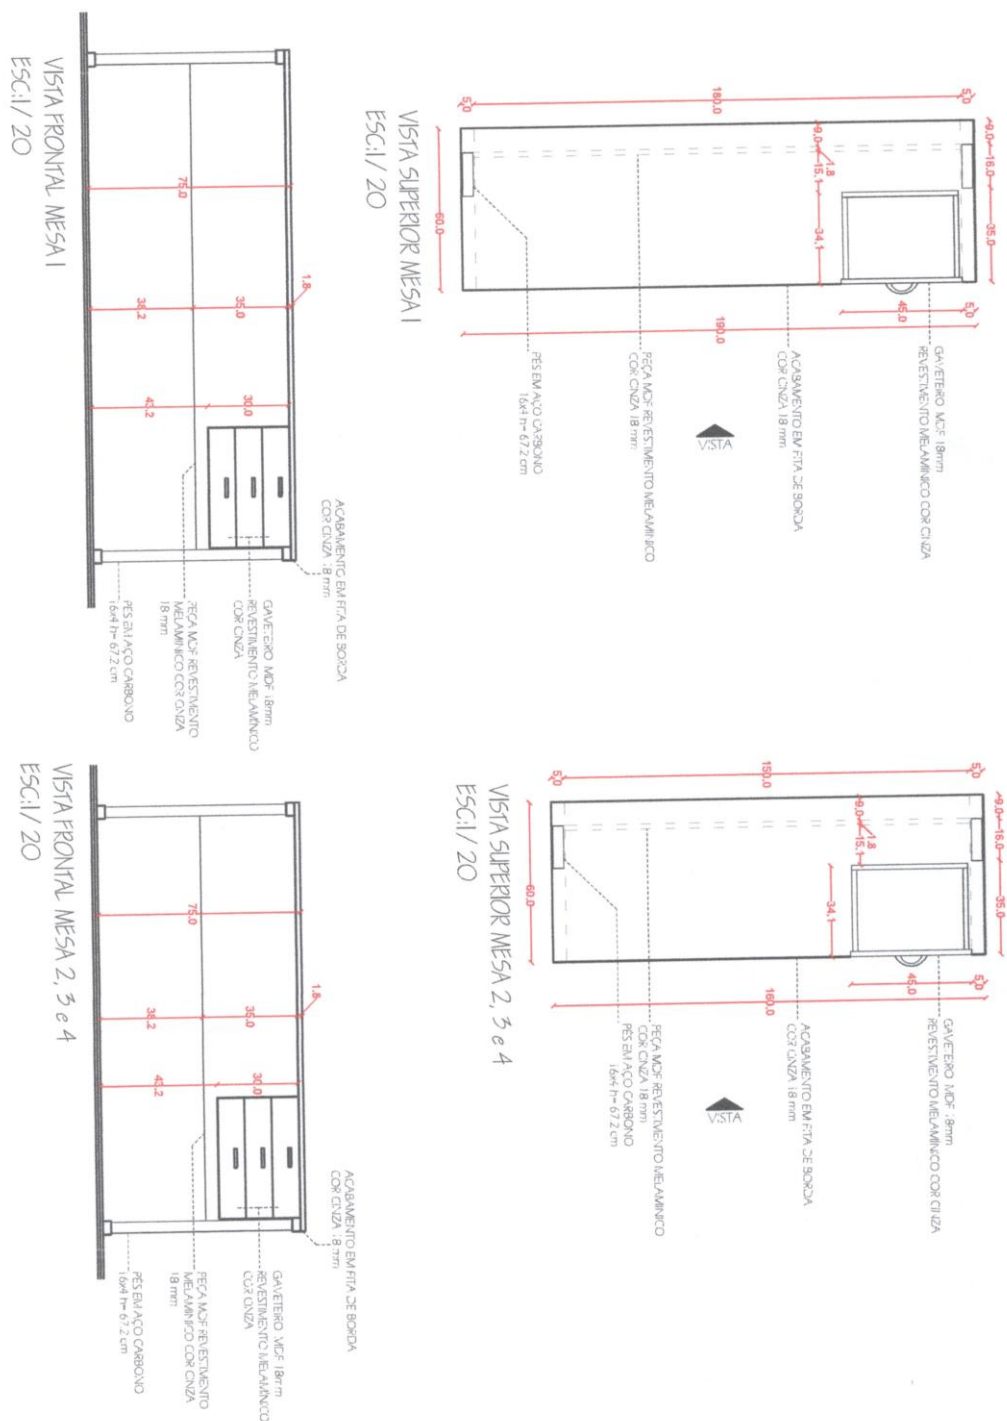 5.0
180.0
5.0
9.0
16.0
35.0
9.0
1.8
15.1
34.1
60.0
45.0
5.0
190.0
GAVETEIRO MDF 18mm
REVESTIMENTO MELAMÍNICO COR CINZA
ACABAMENTO EM FITA DE BORDA
COR CINZA 18 mm
PEÇA MDF REVESTIMENTO MELAMÍNICO
COR CINZA 18 mm
PÉS EM AÇO CARBONO
16x4 h= 67.2 cm
VISTA
VISTA SUPERIOR MESA 1
ESC:1/20
5.0
150.0
5.0
9.0
16.0
35.0
9.0
1.8
15.1
34.1
60.0
45.0
5.0
160.0
GAVETEIRO MDF 18mm
REVESTIMENTO MELAMÍNICO COR CINZA
ACABAMENTO EM FITA DE BORDA
COR CINZA 18 mm
PEÇA MDF REVESTIMENTO MELAMÍNICO
COR CINZA 18 mm
PÉS EM AÇO CARBONO
16x4 h= 67.2 cm
VISTA
VISTA SUPERIOR MESA 2, 3 e 4
ESC:1/20
75.0
1.8
35.0
38.2
30.0
43.2
ACABAMENTO EM FITA DE BORDA
COR CINZA 18 mm
GAVETEIRO MDF 18mm
REVESTIMENTO MELAMÍNICO
COR CINZA
PEÇA MDF REVESTIMENTO
MELAMINICO COR CINZA
18 mm
PÉS EM AÇO CARBONO
16x4 h= 67.2 cm
VISTA FRONTAL MESA 1
ESC:1/20
75.0
1.8
35.0
38.2
30.0
43.2
ACABAMENTO EM FITA DE BORDA
COR CINZA 18 mm
GAVETEIRO MDF 18mm
REVESTIMENTO MELAMÍNICO
COR CINZA
PEÇA MDF REVESTIMENTO
MELAMINICO COR CINZA
18 mm
PÉS EM AÇO CARBONO
16x4 h= 67.2 cm
VISTA FRONTAL MESA 2, 3 e 4
ESC:1/20